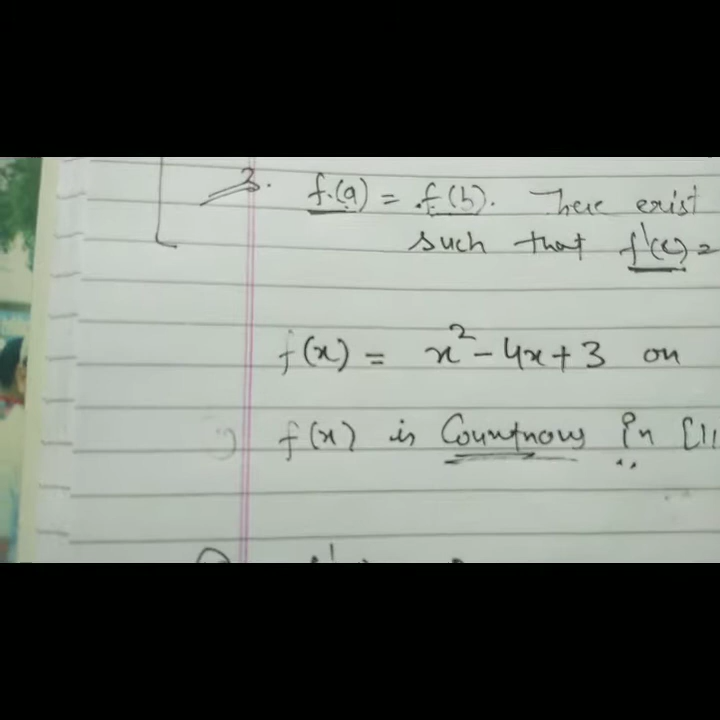 3. f(a) = f(b). There exist
such that f'(c) =
f(x) = x² - 4x + 3 on
i) f(x) is Countnous in [1,